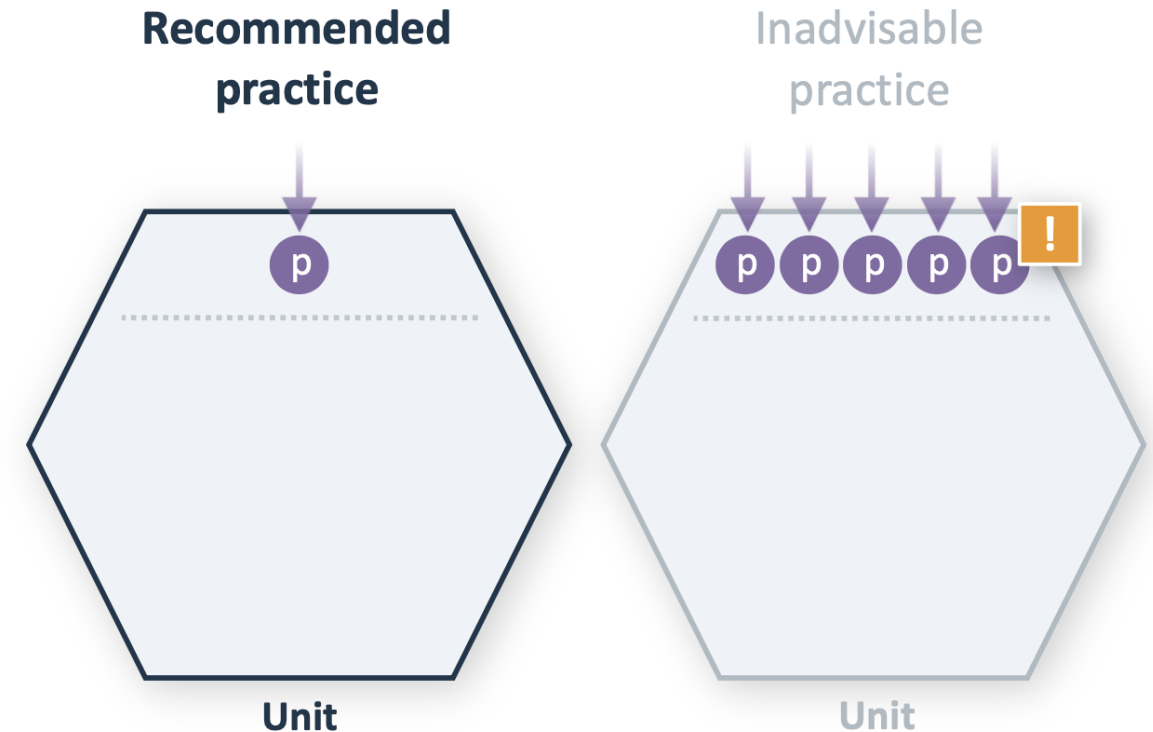 Recommended
practice
Inadvisable
practice
p
p p p p p
!
Unit
Unit